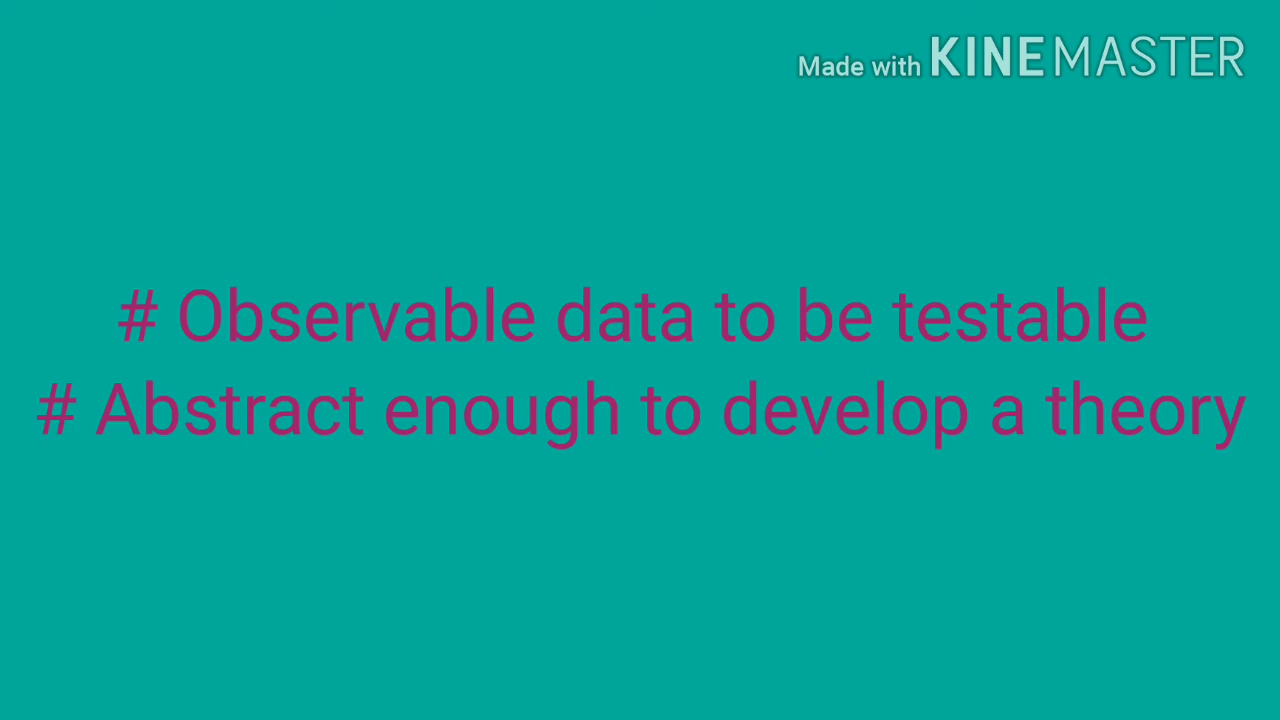 Made with KINEMASTER
# Observable data to be testable
# Abstract enough to develop a theory